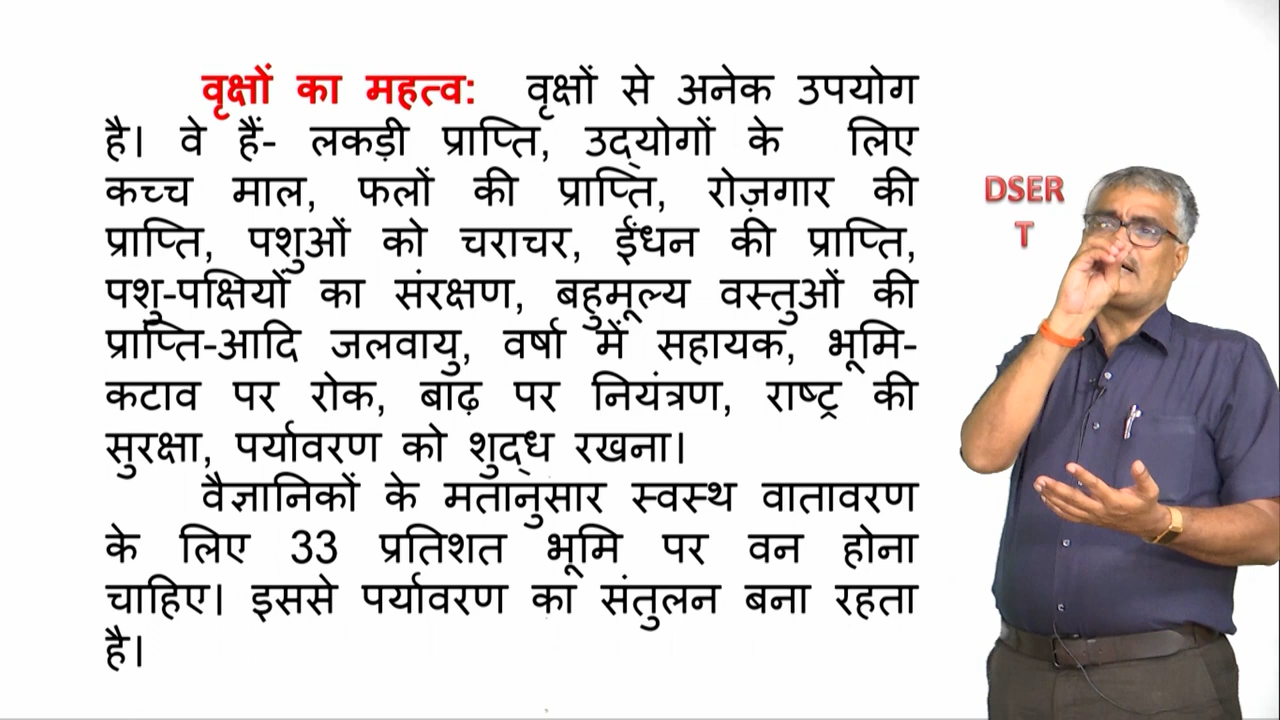 वृक्षों का महत्व: वृक्षों से अनेक उपयोग
है। वे हैं- लकड़ी प्राप्ति, उद्‌योगों के लिए
कच्च माल, फलों की प्राप्ति, रोज़गार की
प्राप्ति, पशुओं को चराचर, ईंधन की प्राप्ति,
पशु-पक्षियों का संरक्षण, बहुमूल्य वस्तुओं की
प्राप्ति-आदि जलवायु, वर्षा में सहायक, भूमि-
कटाव पर रोक, बाढ़ पर नियंत्रण, राष्ट्र की
सुरक्षा, पर्यावरण को शुद्ध रखना।
वैज्ञानिकों के मतानुसार स्वस्थ वातावरण
के लिए 33 प्रतिशत भूमि पर वन होना
चाहिए। इससे पर्यावरण का संतुलन बना रहता
है।
DSER
T